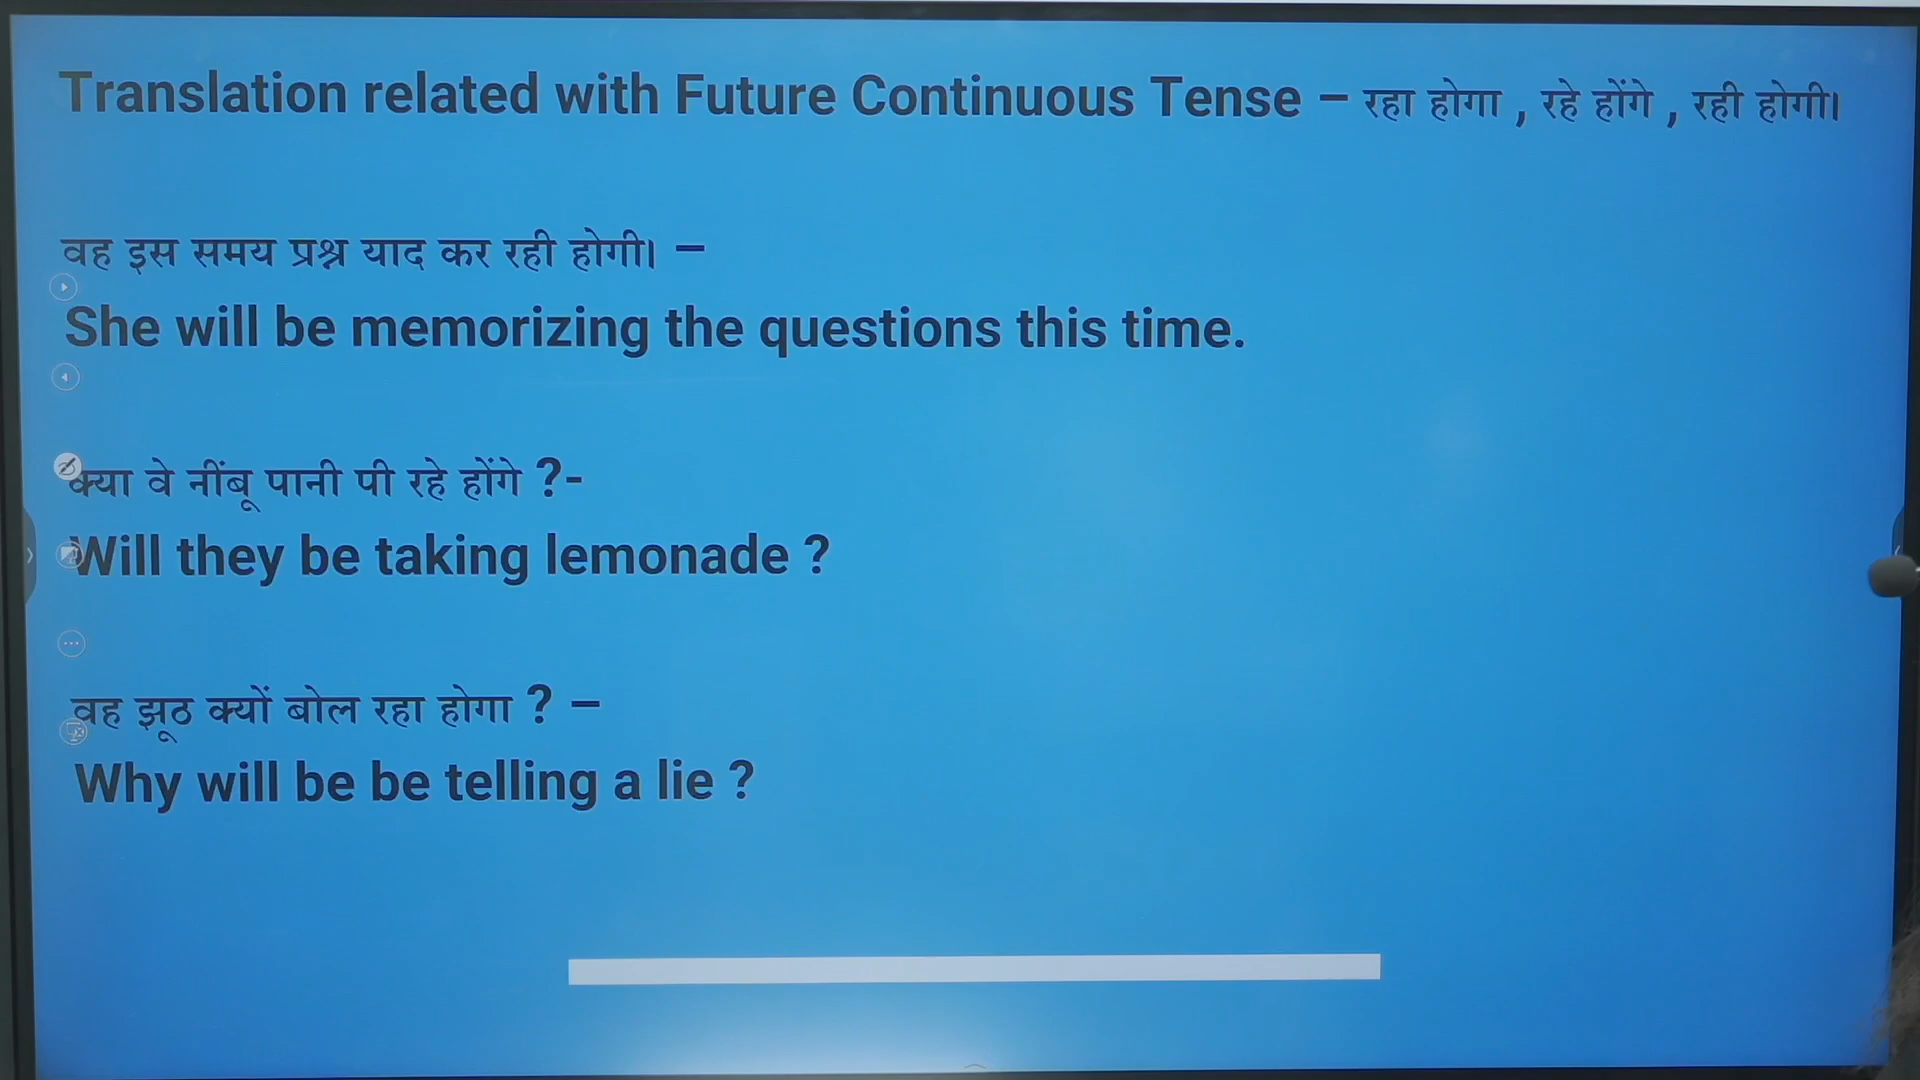 Translation related with Future Continuous Tense – रहा होगा , रहे होंगे , रही होगी।
वह इस समय प्रश्न याद कर रही होगी। –
She will be memorizing the questions this time.
क्या वे नींबू पानी पी रहे होंगे ?-
Will they be taking lemonade ?
वह झूठ क्यों बोल रहा होगा ? –
Why will be be telling a lie ?